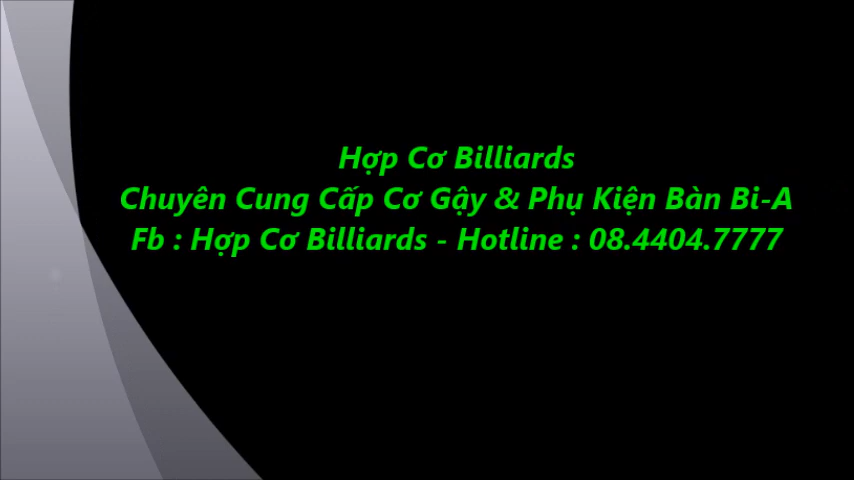 Hợp Cơ Billiards
Chuyên Cung Cấp Cơ Gậy & Phụ Kiện Bàn Bi-A
Fb : Hợp Cơ Billiards - Hotline : 08.4404.7777